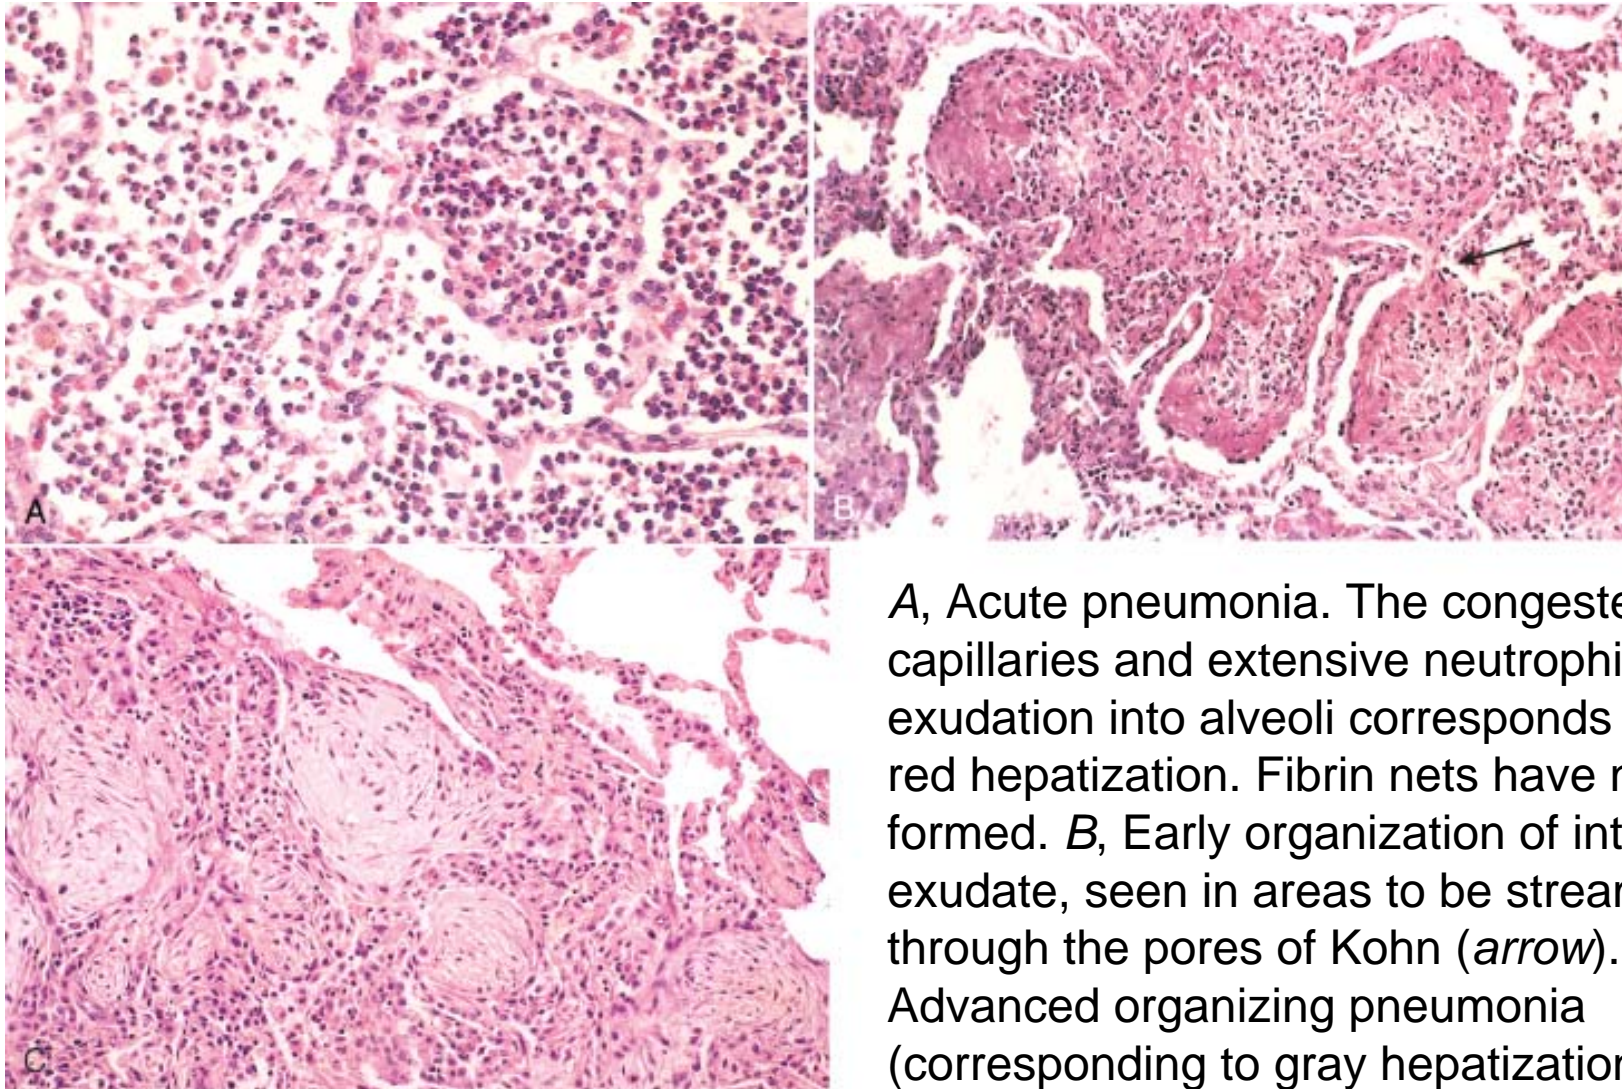 A
B
C
A, Acute pneumonia. The congeste
capillaries and extensive neutrophi
exudation into alveoli corresponds
red hepatization. Fibrin nets have
formed. B, Early organization of
exudate, seen in areas to be
through the pores of Kohn (arrow).
Advanced organizing pneumonia
(corresponding to gray hepatization